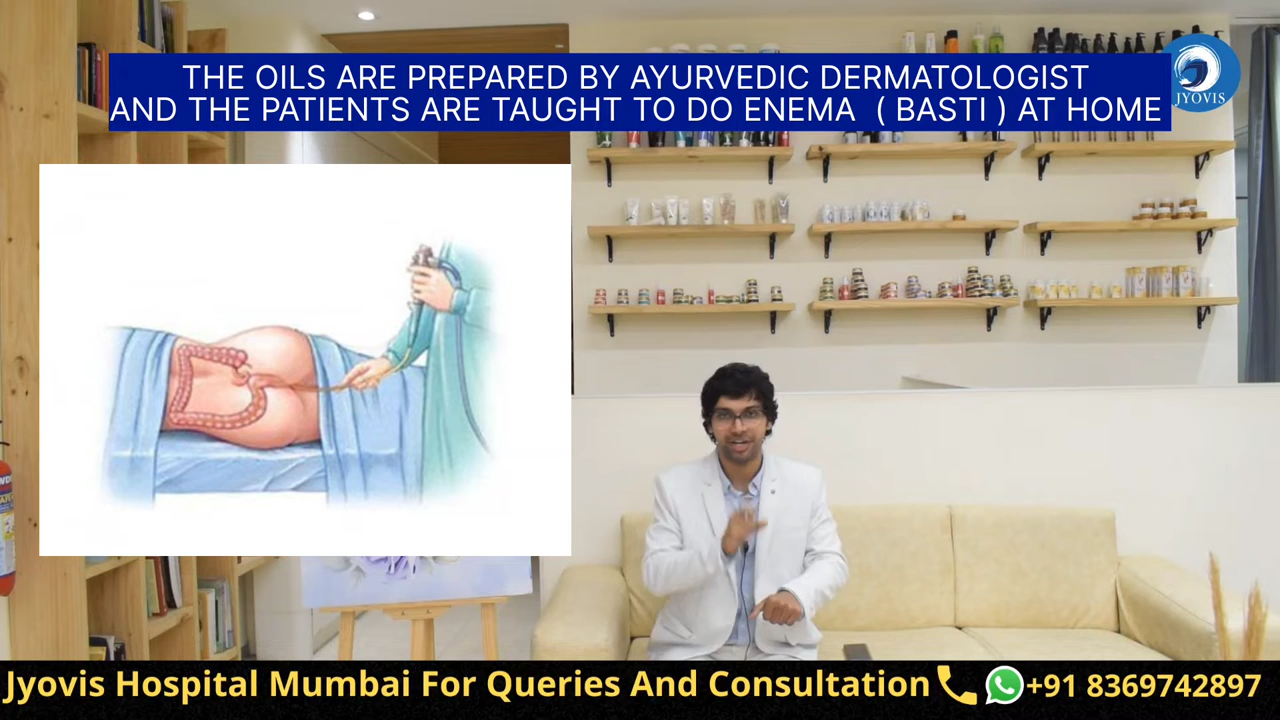 THE OILS ARE PREPARED BY AYURVEDIC DERMATOLOGIST
AND THE PATIENTS ARE TAUGHT TO DO ENEMA ( BASTI ) AT HOME
JYOVIS
Jyovis Hospital Mumbai For Queries And Consultation +91 8369742897